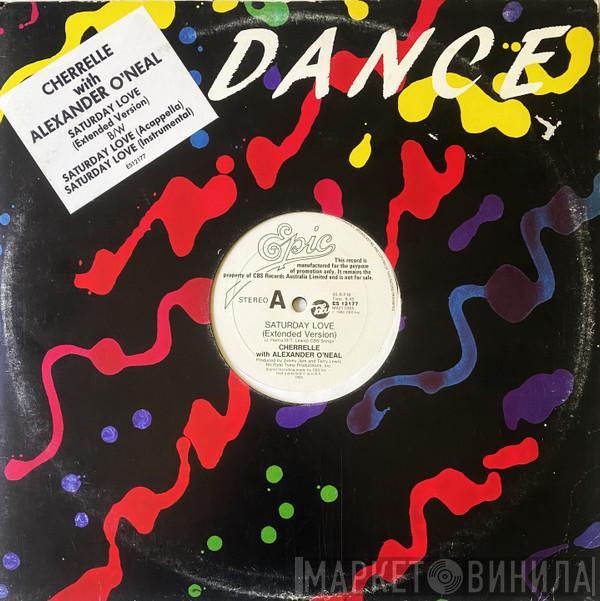 DANCE
CHERRELLE
with
ALEXANDER O'NEAL
SATURDAY LOVE
(Extended Version)
B/W
SATURDAY LOVE (Acappella)
SATURDAY LOVE (Instrumental)
ES12177
Epic
This record is
manufactured for the purpose
of promotion only. It remains the
property of CBS Records Australia Limited and is not for sale.
STEREO A
45 R.P.M.
ES 12177
SATURDAY LOVE
(Extended Version)
CHERRELLE
with ALEXANDER O'NEAL
Produced by Jimmy Jam and Terry Lewis
МАРКЕТ ВИНИЛА